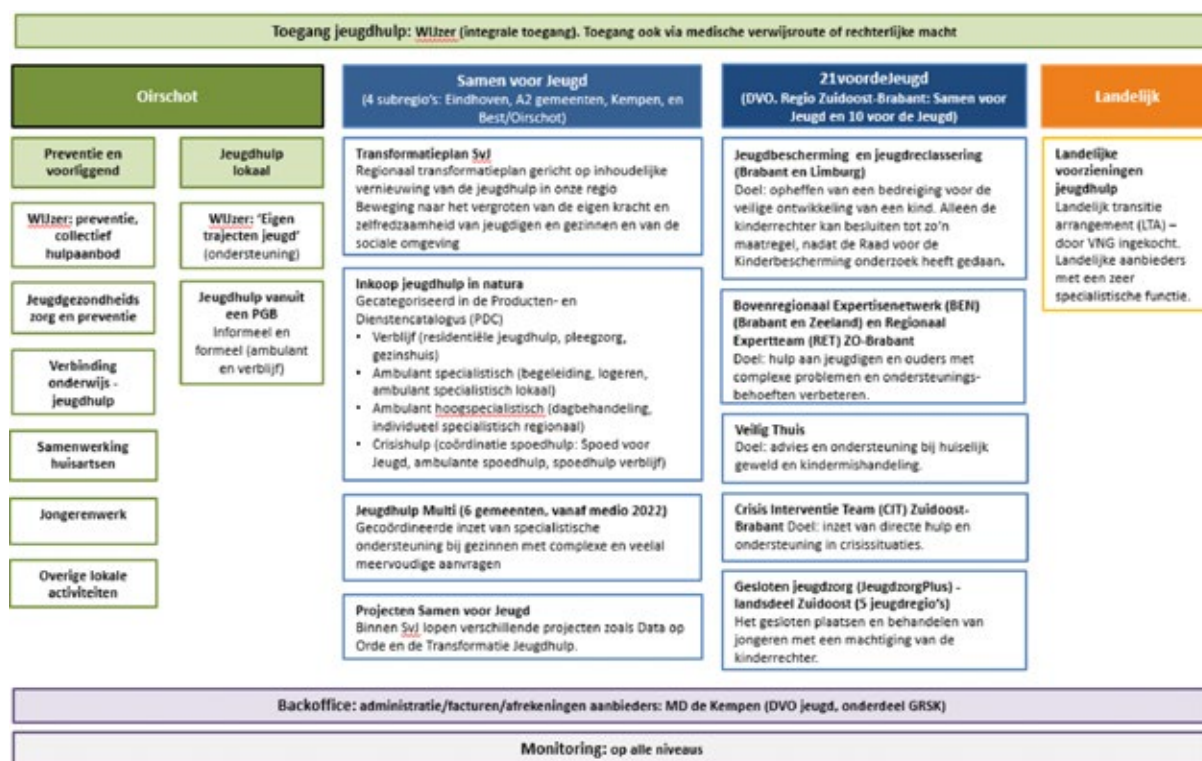 Toegang jeugdhulp: WIJzer (integrale toegang). Toegang ook via medische verwijsroute of rechterlijke macht
Oirschot
Preventie en
voorliggend
WIJzer: preventie,
collectief
hulpaanbod
Jeugdgezondheids
zorg en preventie
Verbinding
onderwijs -
jeugdhulp
Samenwerking
huisartsen
Jongerenwerk
Overige lokale
activiteiten
Jeugdhulp
lokaal
WIJzer: 'Eigen
trajecten jeugd'
(ondersteuning)
Jeugdhulp vanuit
een PGB
Informeel en
formeel (ambulant
en verblijf)
Samen voor Jeugd
(4 subregio's: Eindhoven, A2 gemeenten, Kempen, en
Best/Oirschot)
Transformatieplan SvJ
Regionaal transformatieplan gericht op inhoudelijke
vernieuwing van de jeugdhulp in onze regio
Beweging naar het vergroten van de eigen kracht en
zelfredzaamheid van jeugdigen en gezinnen en van de
sociale omgeving
Inkoop jeugdhulp in natura
Gecategoriseerd in de Producten- en
Dienstencatalogus (PDC)
• Verblijf (residentiële jeugdhulp, pleegzorg,
gezinshuis)
• Ambulant specialistisch (begeleiding, logeren,
ambulant specialistisch lokaal)
• Ambulant hoogspecialistisch (dagbehandeling,
individueel specialistisch regionaal)
• Crisishulp (coördinatie spoedhulp: Spoed voor
Jeugd, ambulante spoedhulp, spoedhulp verblijf)
Jeugdhulp Multi (6 gemeenten, vanaf medio 2022)
Gecoördineerde inzet van specialistische
ondersteuning bij gezinnen met complexe en veelal
meervoudige aanvragen
Projecten Samen voor Jeugd
Binnen SvJ lopen verschillende projecten zoals Data op
Orde en de Transformatie Jeugdhulp.
21voordeJeugd
(DVO. Regio Zuidoost-Brabant: Samen voor
Jeugd en 10 voor de Jeugd)
Jeugdbescherming en jeugdreclassering
(Brabant en Limburg)
Doel: opheffen van een bedreiging voor de
veilige ontwikkeling van een kind. Alleen de
kinderrechter kan besluiten tot zo'n
maatregel, nadat de Raad voor de
Kinderbescherming onderzoek heeft gedaan.
Bovenregionaal Expertisenetwerk (BEN)
(Brabant en Zeeland) en Regionaal
Expertteam (RET) ZO-Brabant
Doel: hulp aan jeugdigen en ouders met
complexe problemen en ondersteunings-
behoeften verbeteren.
Veilig Thuis
Doel: advies en ondersteuning bij huiselijk
geweld en kindermishandeling.
Crisis Interventie Team (CIT) Zuidoost-
Brabant Doel: inzet van directe hulp en
ondersteuning in crisissituaties.
Gesloten jeugdzorg (JeugdzorgPlus) -
landsdeel Zuidoost (5 jeugdregio's)
Het gesloten plaatsen en behandelen van
jongeren met een machtiging van de
kinderrechter.
Landelijk
Landelijke
voorzieningen
jeugdhulp
Landelijk transitie
arrangement (LTA) –
door VNG ingekocht.
Landelijke aanbieders
met een zeer
specialistische functie.
Backoffice: administratie/facturen/afrekeningen aanbieders: MD de Kempen (DVO jeugd, onderdeel GRSK)
Monitoring: op alle niveaus